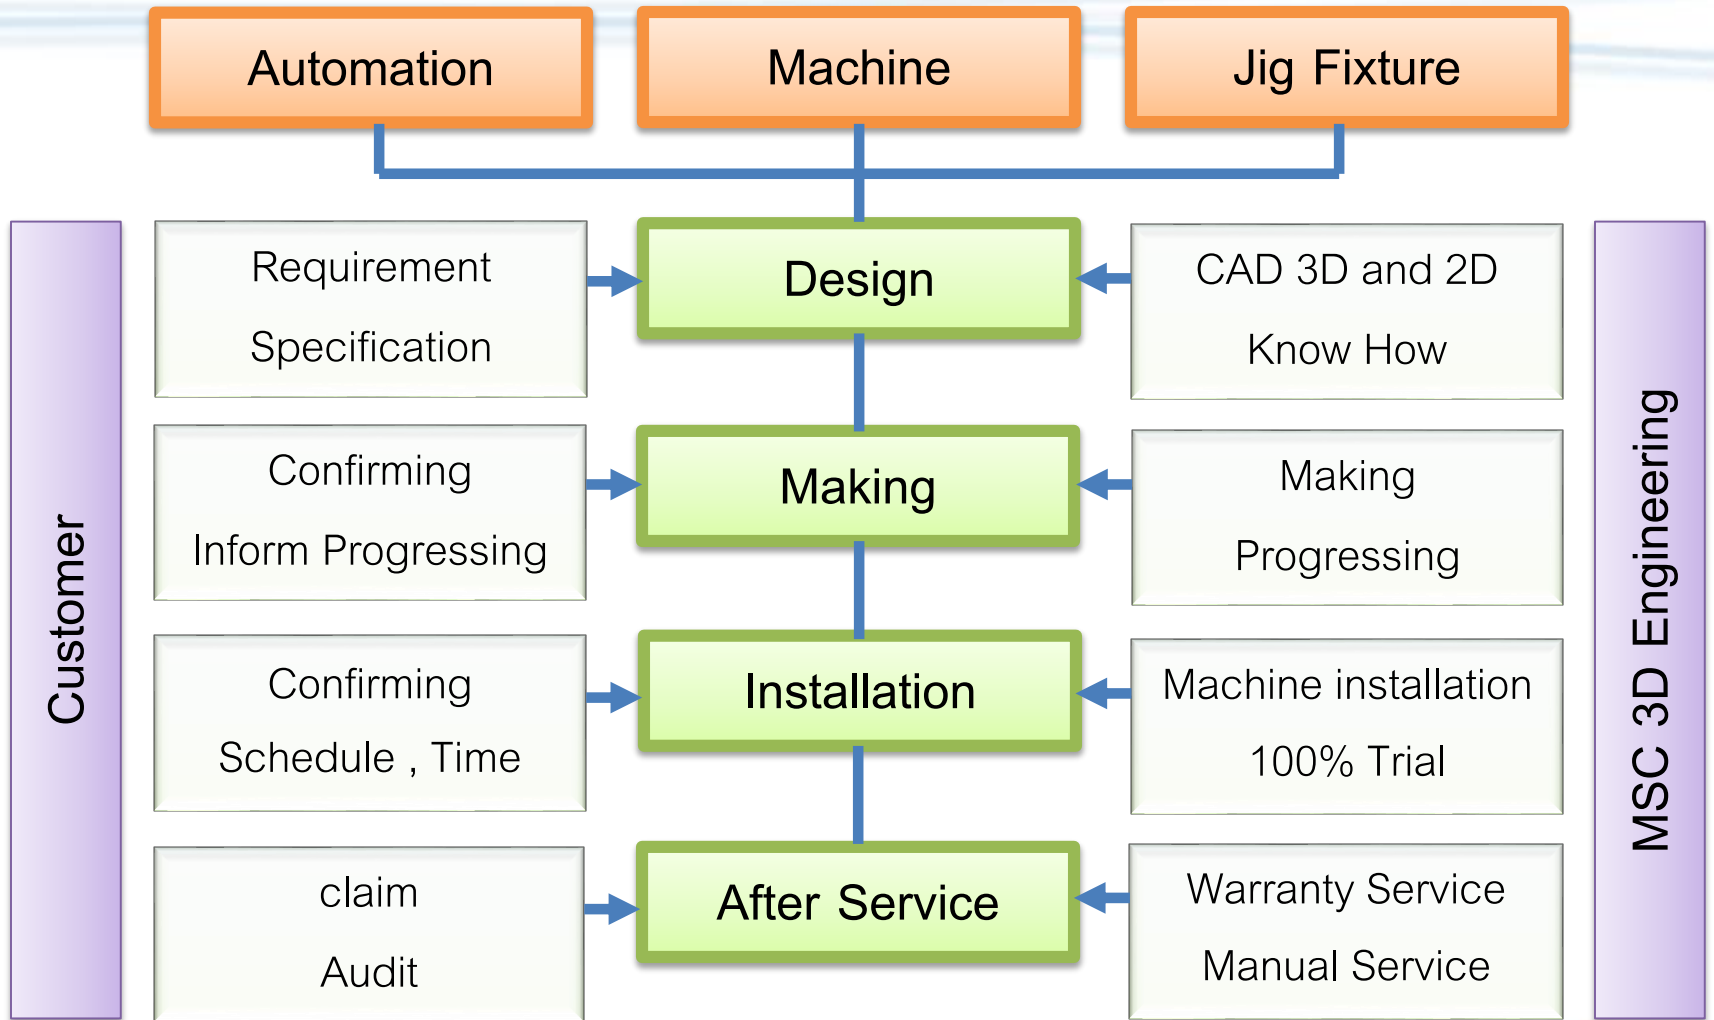 Automation
Machine
Jig Fixture
Customer
Requirement
Specification
Design
CAD 3D and 2D
Know How
Confirming
Inform Progressing
Making
Making
Progressing
Confirming
Schedule , Time
Installation
Machine installation
100% Trial
claim
Audit
After Service
Warranty Service
Manual Service
MSC 3D Engineering